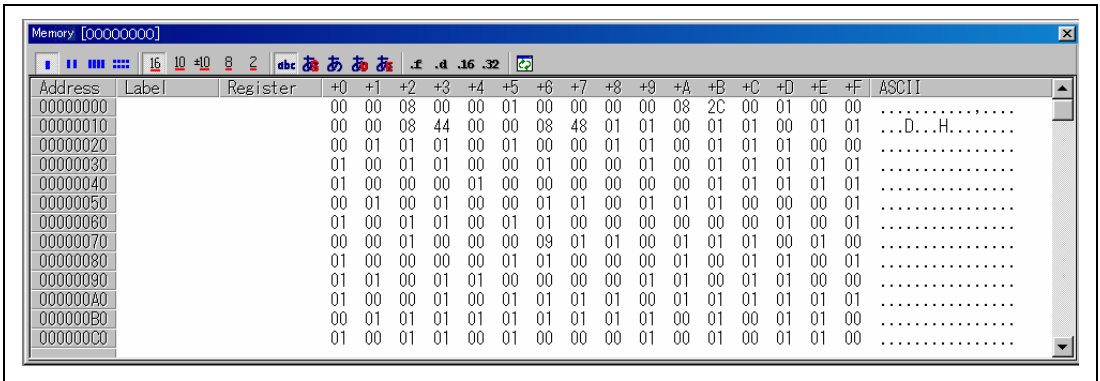 Memory [00000000]
16 10 ±10 8 2 abc あ .f .d .16 .32
Address Label Register +0 +1 +2 +3 +4 +5 +6 +7 +8 +9 +A +B +C +D +E +F ASCII
00000000 00 00 08 00 00 01 00 00 00 00 08 2C 00 01 00 00 ...........,....
00000010 00 00 08 44 00 00 08 48 01 01 00 01 01 00 01 01 ...D...H........
00000020 00 01 01 01 00 01 00 00 01 01 00 01 01 01 00 00 ................
00000030 01 00 01 01 00 00 01 00 00 01 01 01 01 01 00 00 ................
00000040 01 00 00 00 01 00 00 00 00 00 01 01 01 01 01 01 ................
00000050 00 01 00 01 00 00 01 01 00 01 01 00 00 00 00 01 ................
00000060 01 00 01 01 00 01 01 00 00 00 00 00 00 01 00 01 ................
00000070 00 00 01 00 00 00 09 01 01 00 01 01 01 00 01 00 ................
00000080 01 00 00 00 00 01 01 00 00 00 01 00 01 01 00 01 ................
00000090 01 01 00 01 01 00 00 00 00 01 01 00 01 01 00 00 ................
000000A0 01 00 00 01 00 01 01 01 01 00 01 01 01 01 01 01 ................
000000B0 00 01 01 01 01 01 01 01 01 01 00 01 00 01 01 00 ................
000000C0 01 00 01 01 00 01 00 00 00 01 00 01 00 00 01 00 ................